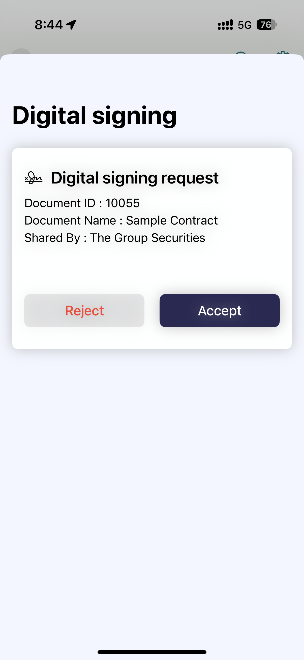 8:44
5G
76
Digital signing
Digital signing request
Document ID : 10055
Document Name : Sample Contract
Shared By : The Group Securities
Reject
Accept